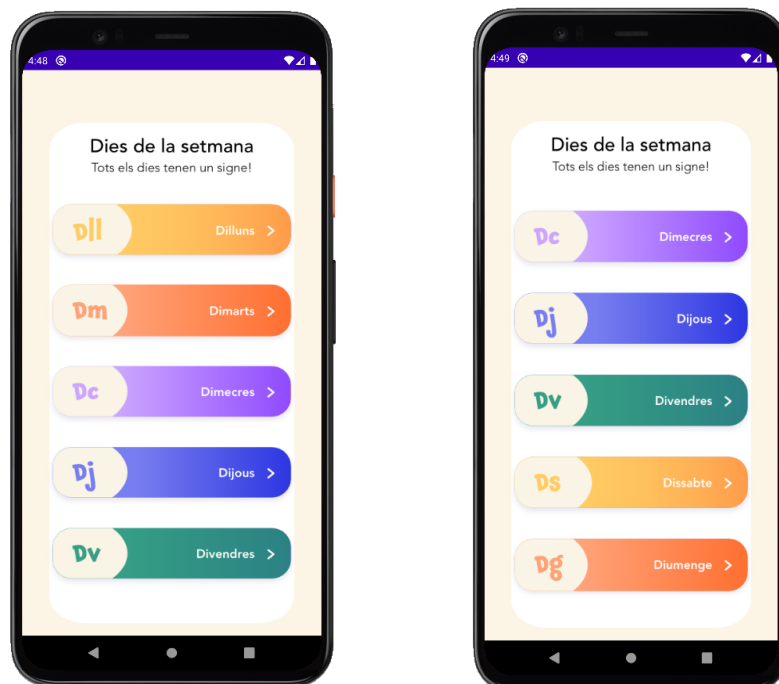 4:48
Dies de la setmana
Tots els dies tenen un signe!
Dll Dilluns
Dm Dimarts
Dc Dimecres
Dj Dijous
Dv Divendres
4:49
Dies de la setmana
Tots els dies tenen un signe!
Dc Dimecres
Dj Dijous
Dv Divendres
Ds Dissabte
Dg Diumenge